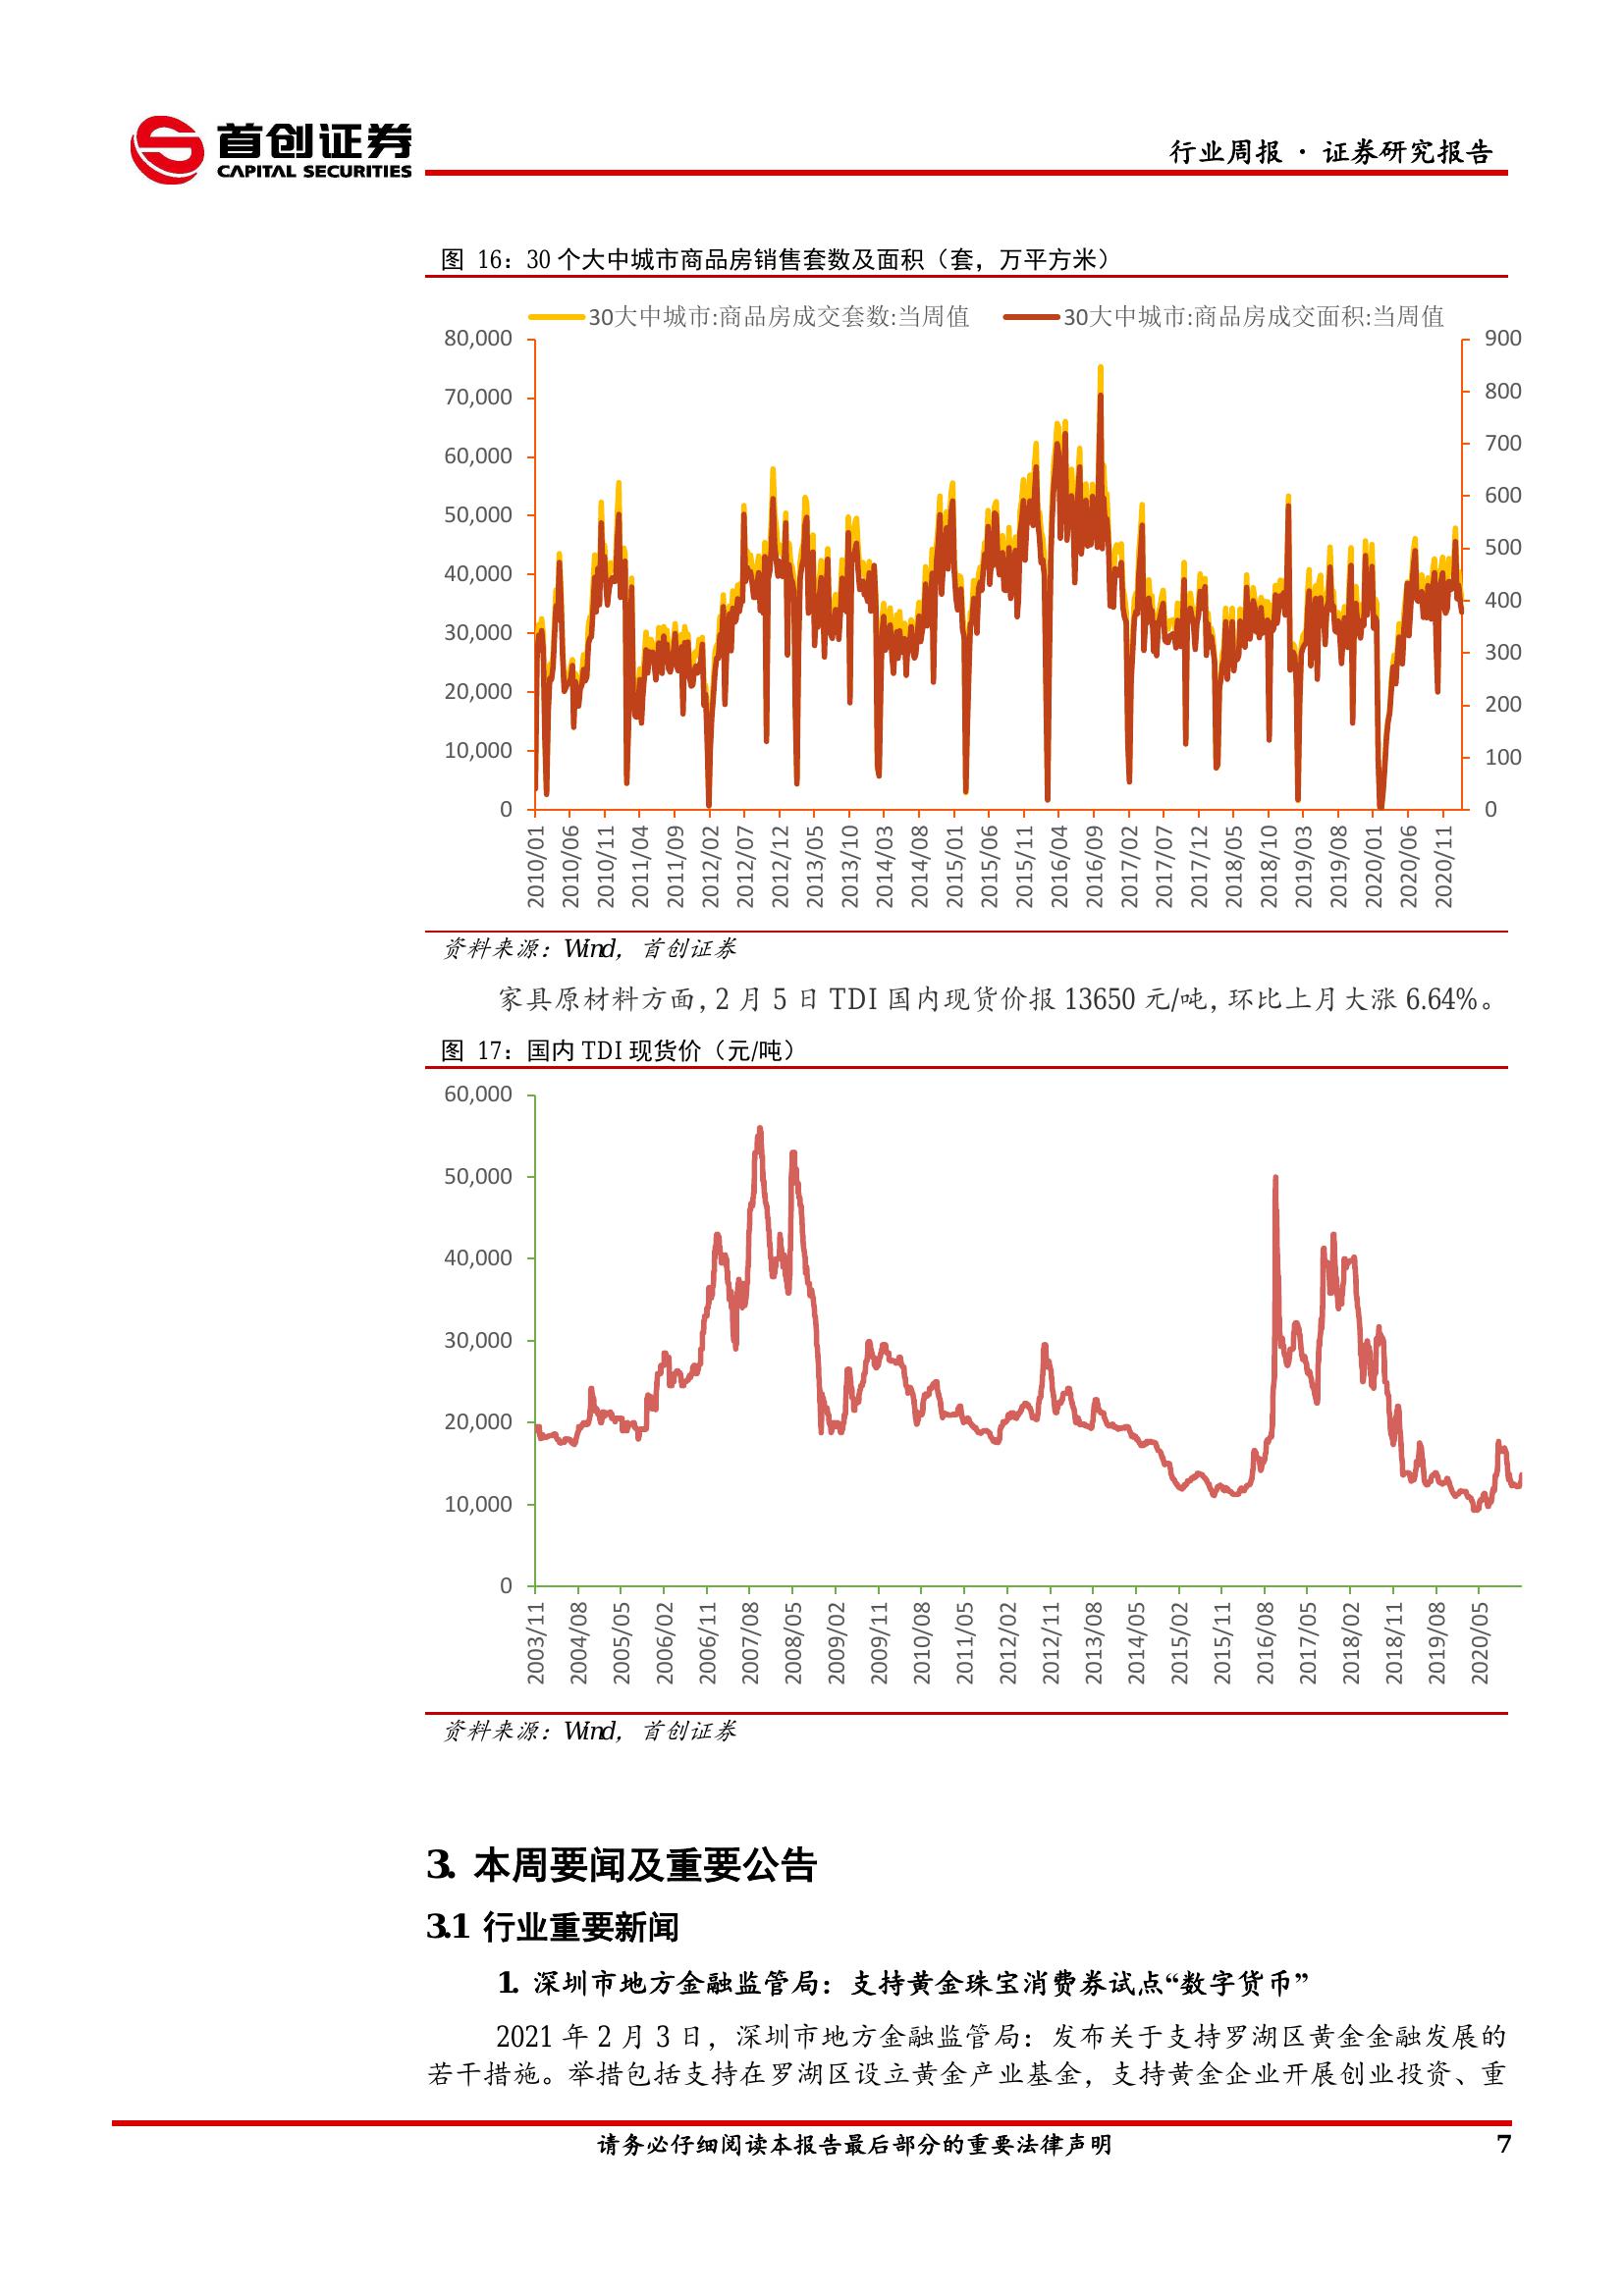 首创证券
CAPITAL SECURITIES
行业周报 · 证券研究报告
图 16：30 个大中城市商品房销售套数及面积（套，万平方米）
30大中城市:商品房成交套数:当周值 30大中城市:商品房成交面积:当周值
80,000 900
70,000 800
60,000 700
50,000 600
40,000 500
30,000 400
20,000 300
10,000 200
0 100
0
2010/01 2010/06 2010/11 2011/04 2011/09 2012/02 2012/07 2012/12 2013/05 2013/10 2014/03 2014/08 2015/01 2015/06 2015/11 2016/04 2016/09 2017/02 2017/07 2017/12 2018/05 2018/10 2019/03 2019/08 2020/01 2020/06 2020/11
资料来源：Wind，首创证券
家具原材料方面，2 月 5 日 TDI 国内现货价报 13650 元/吨，环比上月大涨 6.64%。
图 17：国内 TDI 现货价（元/吨）
60,000
50,000
40,000
30,000
20,000
10,000
0
2003/11 2004/08 2005/05 2006/02 2006/11 2007/08 2008/05 2009/02 2009/11 2010/08 2011/05 2012/02 2012/11 2013/08 2014/05 2015/02 2015/11 2016/08 2017/05 2018/02 2018/11 2019/08 2020/05
资料来源：Wind，首创证券
3. 本周要闻及重要公告
3.1 行业重要新闻
1. 深圳市地方金融监管局：支持黄金珠宝消费券试点“数字货币”
2021 年 2 月 3 日，深圳市地方金融监管局：发布关于支持罗湖区黄金金融发展的
若干措施。举措包括支持在罗湖区设立黄金产业基金，支持黄金企业开展创业投资、重
请务必仔细阅读本报告最后部分的重要法律声明 7